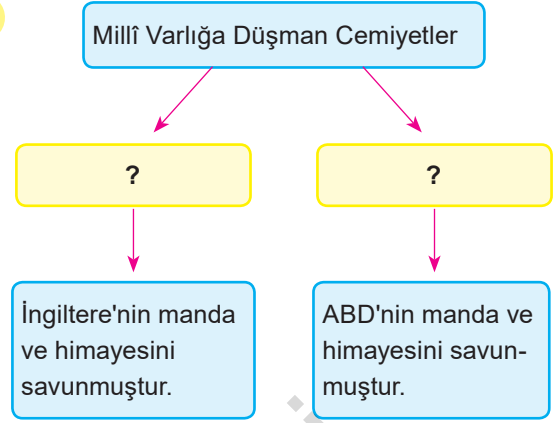 Millî Varlığa Düşman Cemiyetler
?
?
İngiltere'nin manda
ve himayesini
savunmuştur.
ABD'nin manda ve
himayesini savun-
muştur.